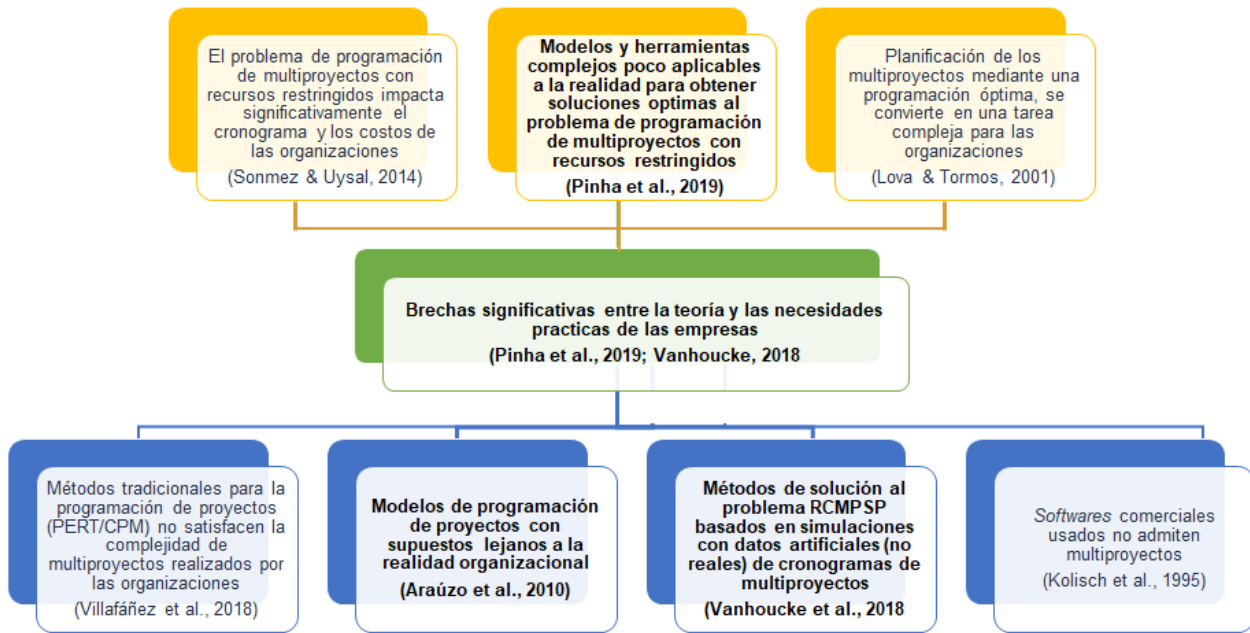 El problema de programación
de multiproyectos con
recursos restringidos impacta
significativamente el
cronograma y los costos de
las organizaciones
(Sonmez & Uysal, 2014)
Modelos y herramientas
complejos poco aplicables
a la realidad para obtener
soluciones optimas al
problema de programación
de multiproyectos con
recursos restringidos
(Pinha et al., 2019)
Planificación de los
multiproyectos mediante una
programación óptima, se
convierte en una tarea
compleja para las
organizaciones
(Lova & Tormos, 2001)
Brechas significativas entre la teoría y las necesidades
practicas de las empresas
(Pinha et al., 2019; Vanhoucke, 2018
Métodos tradicionales para la
programación de proyectos
(PERT/CPM) no satisfacen la
complejidad de
multiproyectos realizados por
las organizaciones
(Villafáñez et al., 2018)
Modelos de programación
de proyectos con
supuestos lejanos a la
realidad organizacional
(Araúzo et al., 2010)
Métodos de solución al
problema RCMPSP
basados en simulaciones
con datos artificiales (no
reales) de cronogramas de
multiproyectos
(Vanhoucke et al., 2018
Softwares comerciales
usados no admiten
multiproyectos
(Kolisch et al., 1995)